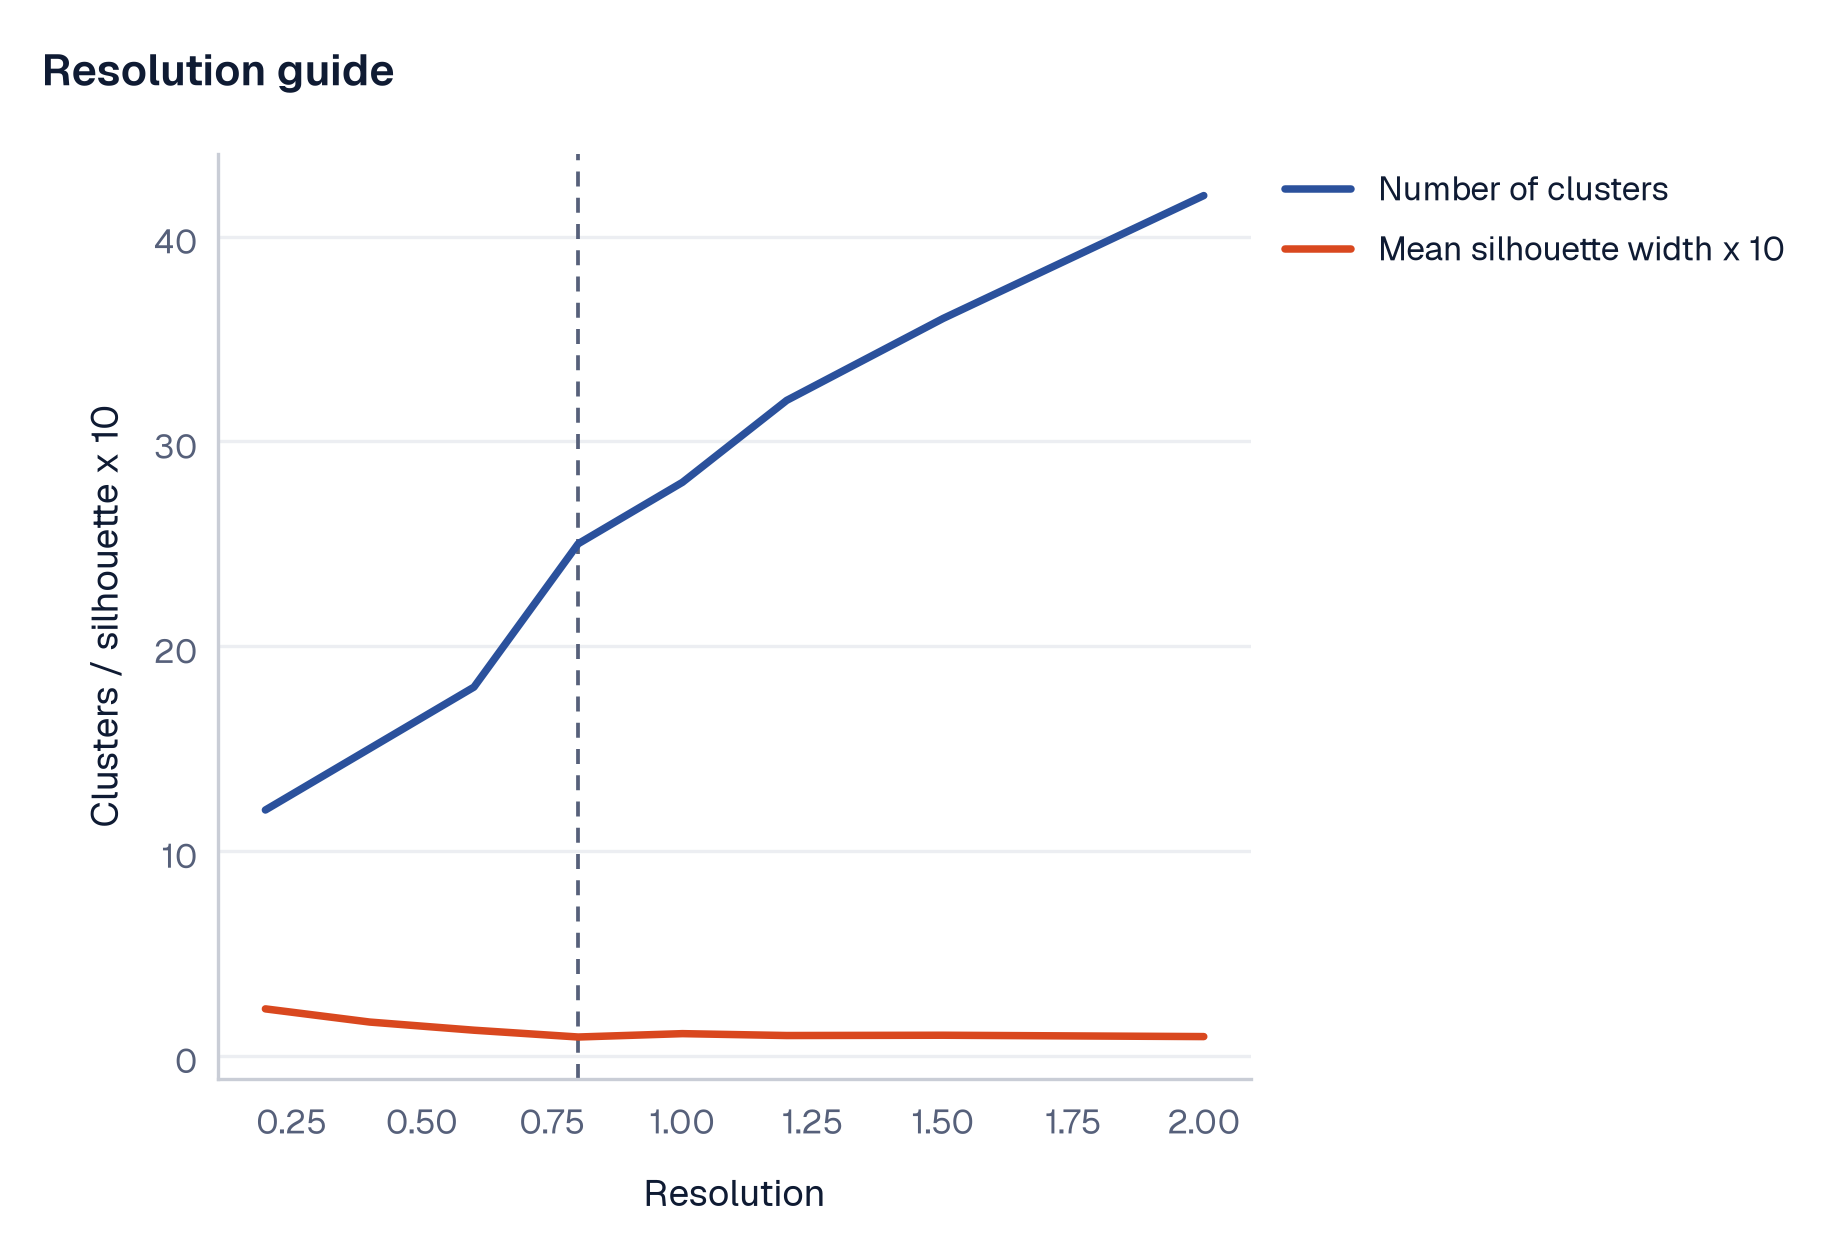 Resolution guide
Number of clusters
Mean silhouette width x 10
Clusters / silhouette x 10
40
30
20
10
0
0.25 0.50 0.75 1.00 1.25 1.50 1.75 2.00
Resolution